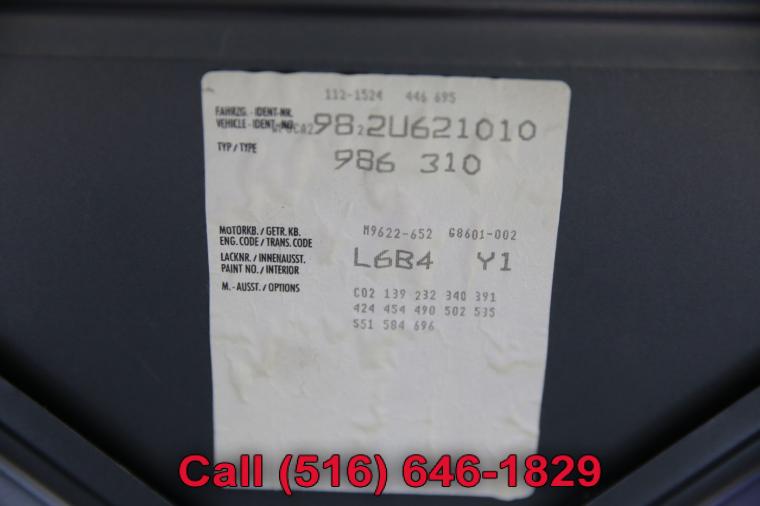 112-1524 446 695
FAHRZG.-IDENT-NR.
VEHICLE-IDENT-NO. WP0CA29822U621010
TYP/TYPE 986 310
MOTORKB./GETR.KB. M9622-652 G8601-002
ENG.CODE/TRANS.CODE
LACKNR./INNENAUSST. L6B4 Y1
PAINT NO./INTERIOR
M.-AUSST./OPTIONS C02 139 232 340 391
424 454 490 502 535
551 584 696
Call (516) 646-1829